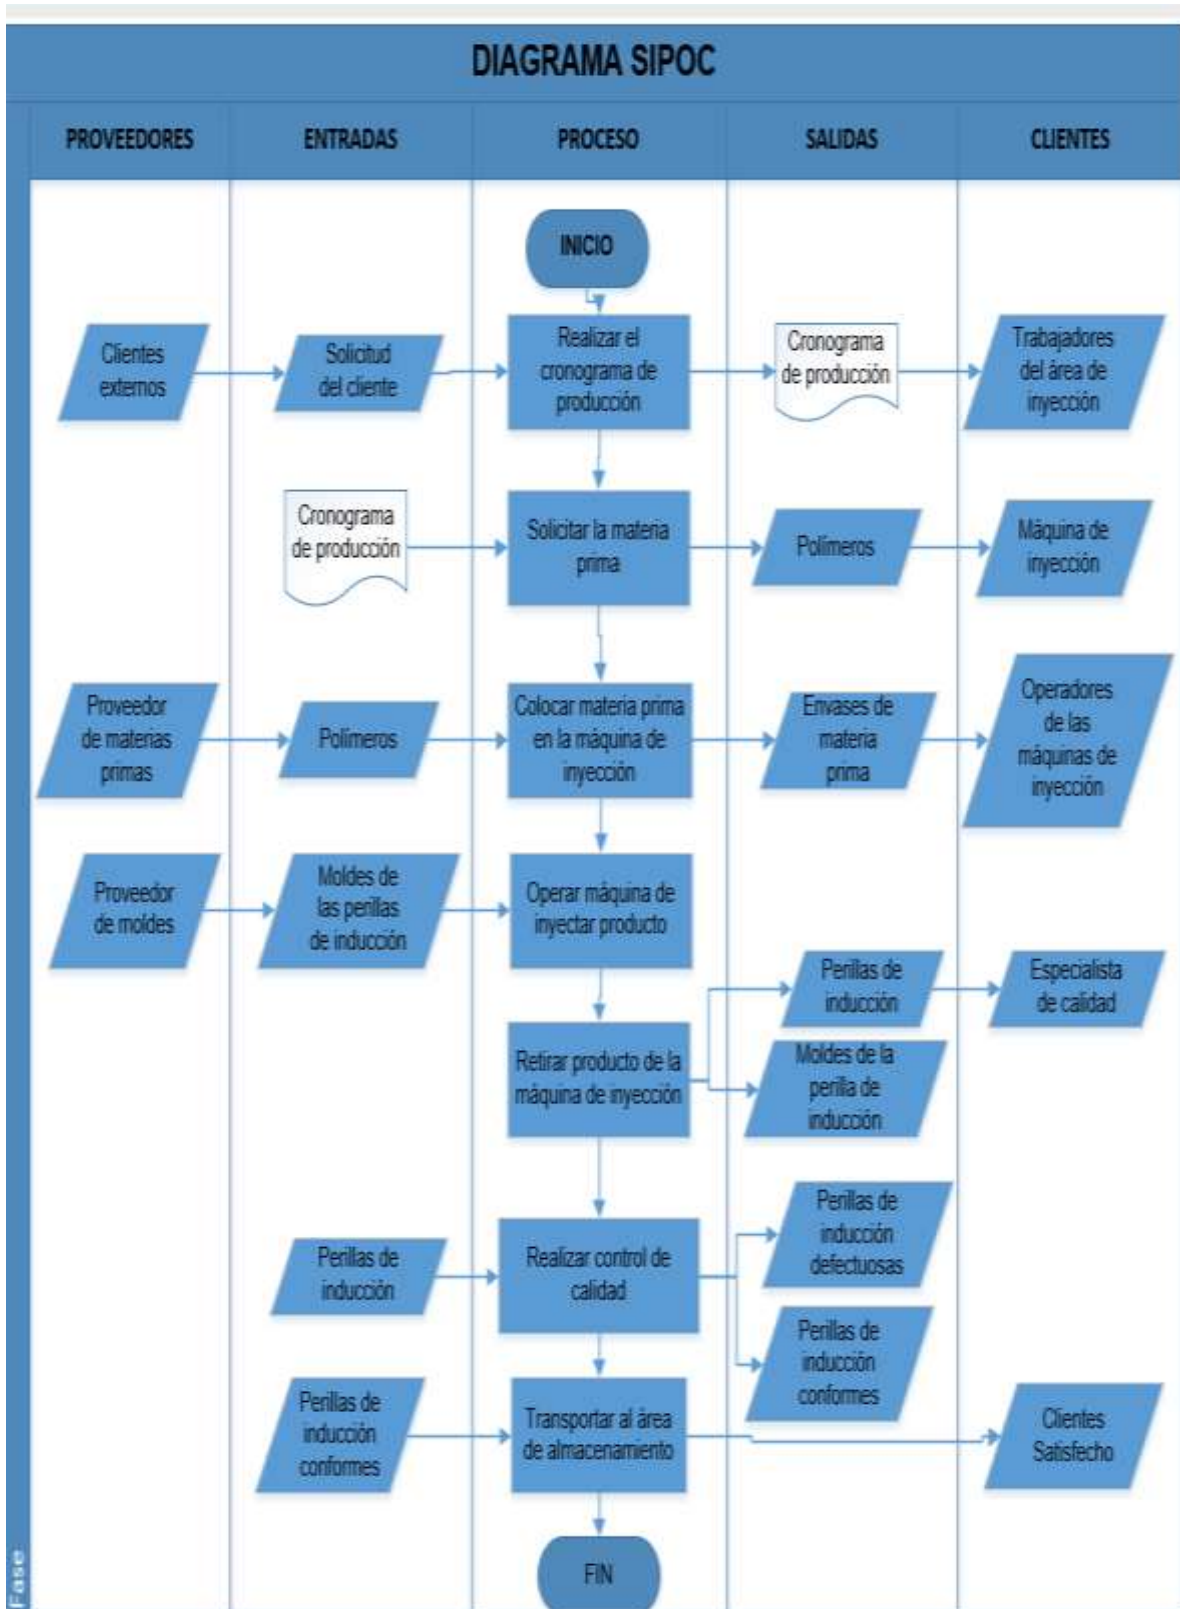 DIAGRAMA SIPOC
PROVEEDORES
ENTRADAS
PROCESO
SALIDAS
CLIENTES
INICIO
Clientes
externos
Solicitud
del cliente
Realizar el
cronograma de
producción
Cronograma
de producción
Trabajadores
del área de
inyección
Cronograma
de producción
Solicitar la materia
prima
Polímeros
Máquina de
inyección
Proveedor
de materias
primas
Polímeros
Colocar materia prima
en la máquina de
inyección
Envases de
materia
prima
Operadores
de las
máquinas de
inyección
Proveedor
de moldes
Moldes de
las perillas
de inducción
Operar máquina de
inyectar producto
Retirar producto de la
máquina de inyección
Perillas de
inducción
Especialista
de calidad
Moldes de la
perilla de
inducción
Perillas de
inducción
Realizar control de
calidad
Perillas de
inducción
defectuosas
Perillas de
inducción
conformes
Perillas de
inducción
conformes
Transportar al área
de almacenamiento
Clientes
Satisfecho
FIN
Fase